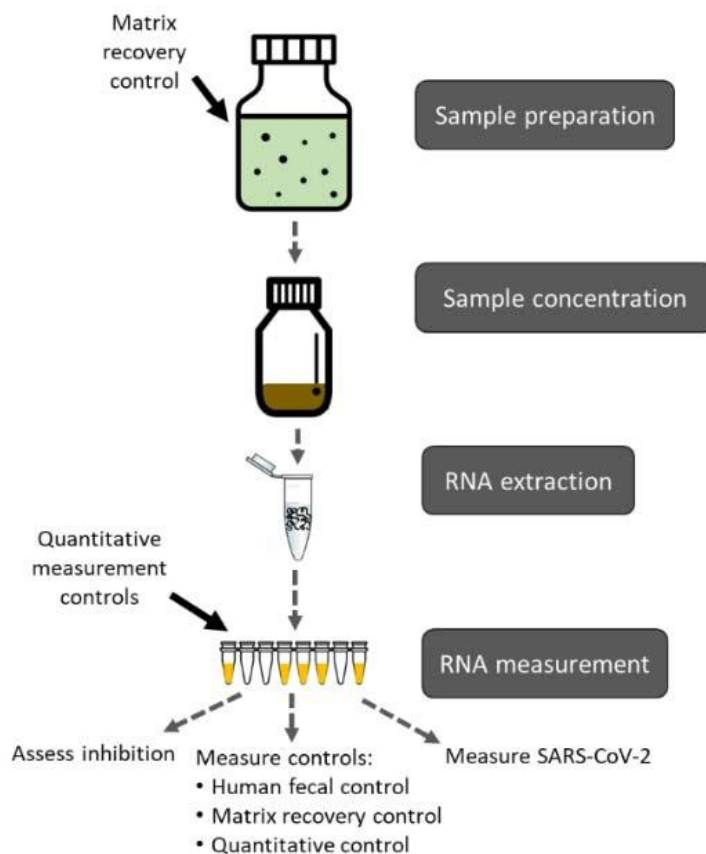 Matrix
recovery
control
Sample preparation
Sample concentration
RNA extraction
Quantitative
measurement
controls
RNA measurement
Assess inhibition
Measure controls:
• Human fecal control
• Matrix recovery control
• Quantitative control
Measure SARS-CoV-2